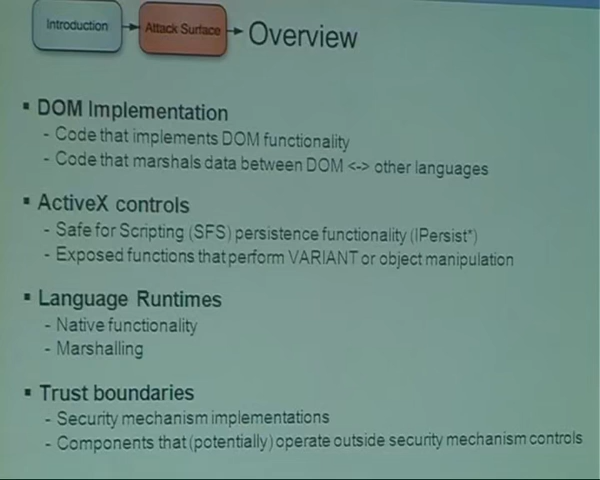 Introduction
Attack Surface
Overview
▪ DOM Implementation
- Code that implements DOM functionality
- Code that marshals data between DOM <-> other languages
▪ ActiveX controls
- Safe for Scripting (SFS) persistence functionality (IPersist*)
- Exposed functions that perform VARIANT or object manipulation
▪ Language Runtimes
- Native functionality
- Marshalling
▪ Trust boundaries
- Security mechanism implementations
- Components that (potentially) operate outside security mechanism controls